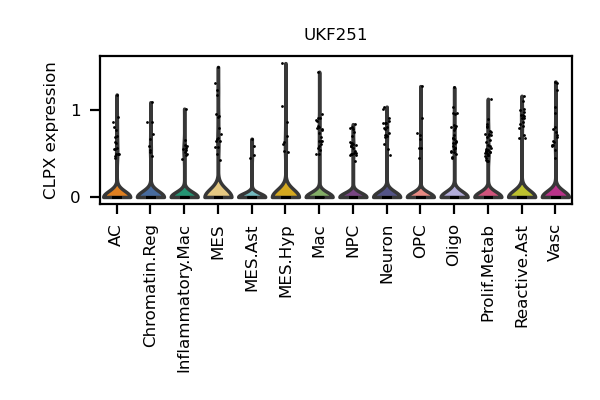 UKF251
CLPX expression
1
0
AC
Chromatin.Reg
Inflammatory.Mac
MES
MES.Ast
MES.Hyp
Mac
NPC
Neuron
OPC
Oligo
Prolif.Metab
Reactive.Ast
Vasc